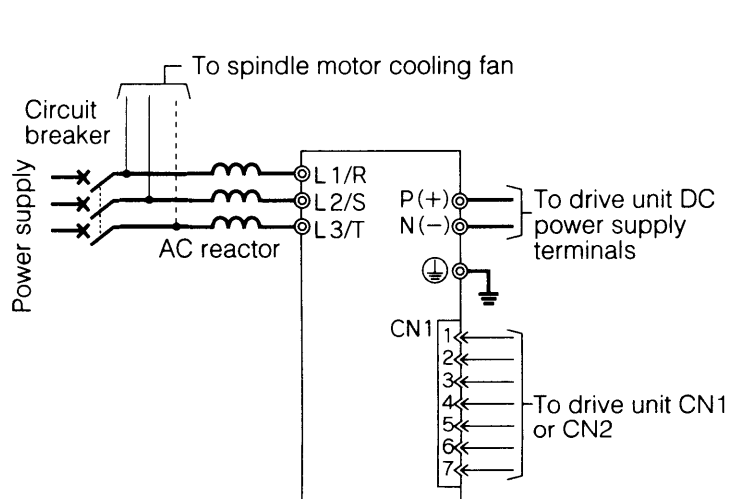 To spindle motor cooling fan
Circuit
breaker
Power supply
L1/R
L2/S
L3/T
AC reactor
P(+)
N(−)
To drive unit DC
power supply
terminals
CN1
1
2
3
4
5
6
7
To drive unit CN1
or CN2